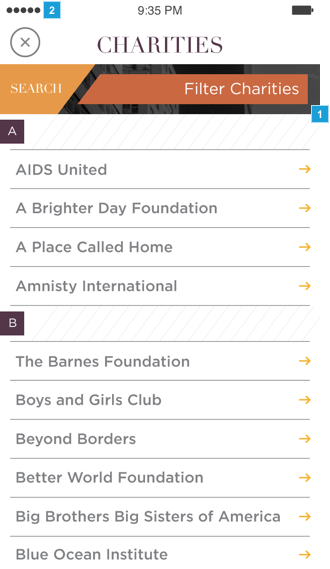 2
9:35 PM
CHARITIES
SEARCH
Filter Charities
1
A
AIDS United
A Brighter Day Foundation
A Place Called Home
Amnisty International
B
The Barnes Foundation
Boys and Girls Club
Beyond Borders
Better World Foundation
Big Brothers Big Sisters of America
Blue Ocean Institute